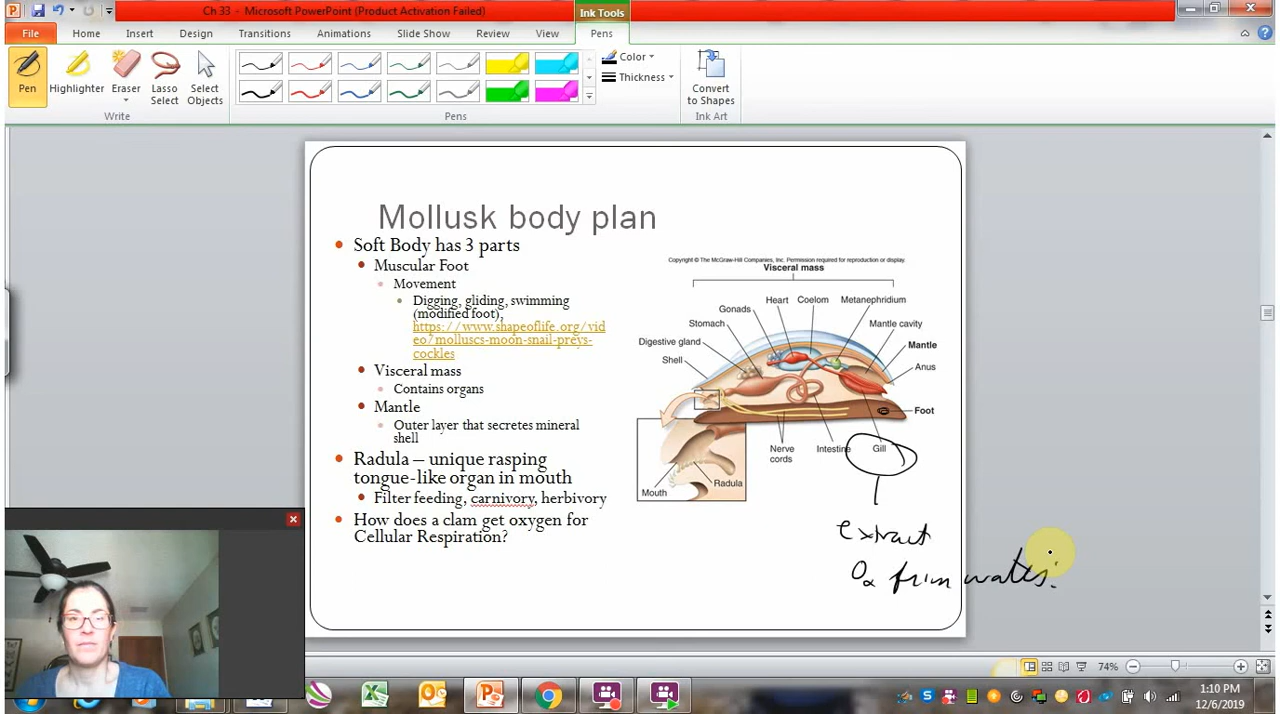 Ch 33 - Microsoft PowerPoint (Product Activation Failed)
Ink Tools
File
Home
Insert
Design
Transitions
Animations
Slide Show
Review
View
Pens
Pen
Highlighter
Eraser
Lasso
Select
Select
Objects
Write
Pens
Color
Thickness
Convert
to Shapes
Ink Art
Mollusk body plan
Soft Body has 3 parts
Muscular Foot
Movement
Digging, gliding, swimming
(modified foot),
https://www.shapeoflife.org/vid
eo/molluscs-moon-snail-preys-
cockles
Visceral mass
Contains organs
Mantle
Outer layer that secretes mineral
shell
Radula – unique rasping
tongue-like organ in mouth
Filter feeding, carnivory, herbivory
How does a clam get oxygen for
Cellular Respiration?
Copyright © The McGraw-Hill Companies, Inc. Permission required for reproduction or display.
Visceral mass
Heart
Coelom
Metanephridium
Gonads
Stomach
Mantle cavity
Digestive gland
Mantle
Shell
Anus
Foot
Nerve
cords
Intestine
Gill
Mouth
Radula
extract
O2 from water
74%
1:10 PM
12/6/2019